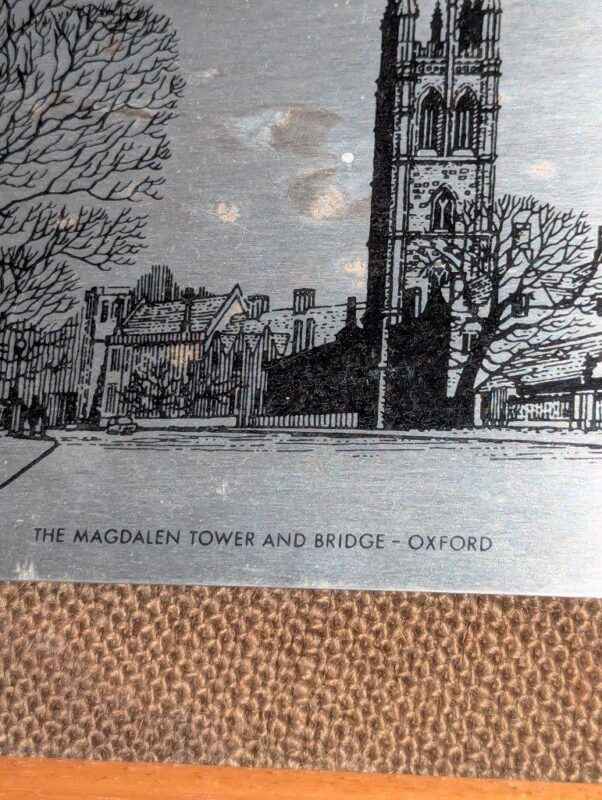 THE MAGDALEN TOWER AND BRIDGE – OXFORD